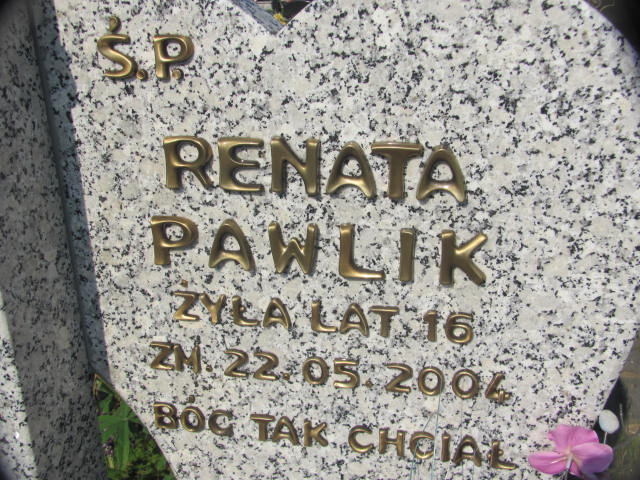 Ś.P.
RENATA
PAWLIK
ŻYŁA LAT 16
ZM. 22.05.2004
BÓG TAK CHCIAŁ